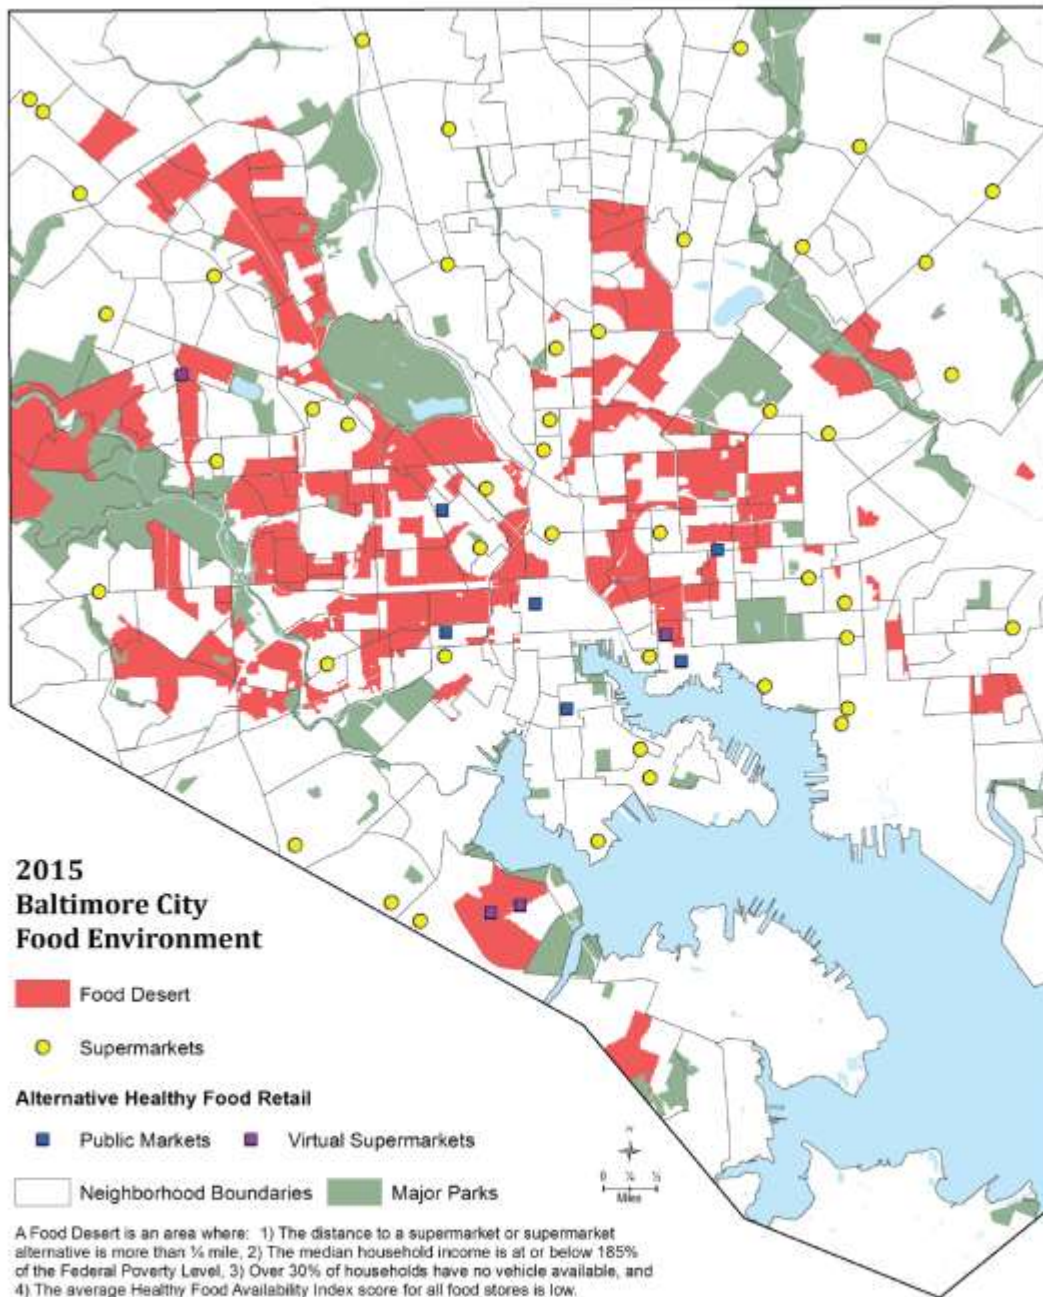 2015
Baltimore City
Food Environment
Food Desert
Supermarkets
Alternative Healthy Food Retail
Public Markets Virtual Supermarkets
Neighborhood Boundaries Major Parks
N
0 ½
Miles
A Food Desert is an area where: 1) The distance to a supermarket or supermarket
alternative is more than ¼ mile, 2) The median household income is at or below 185%
of the Federal Poverty Level, 3) Over 30% of households have no vehicle available, and
4) The average Healthy Food Availability Index score for all food stores is low.